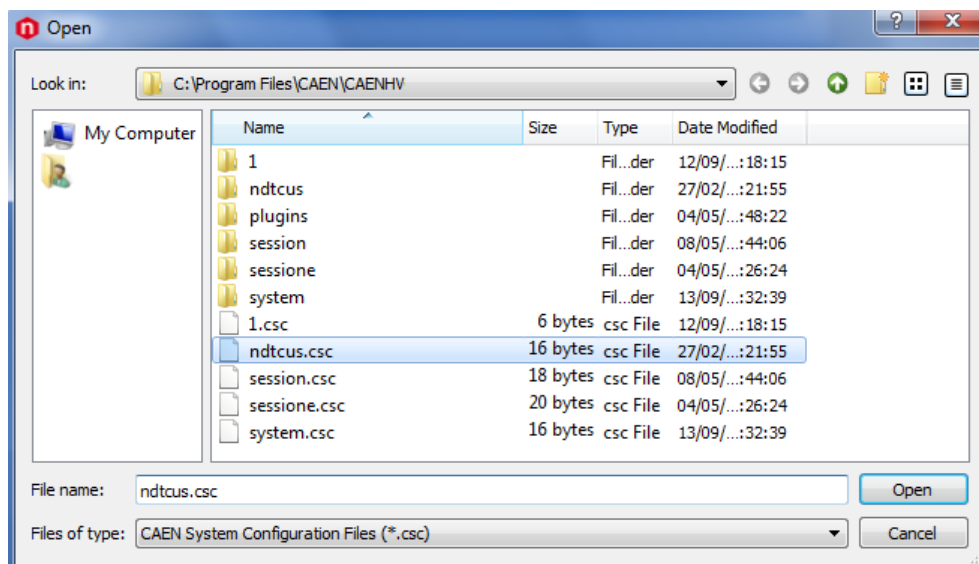 Open
Look in: C:\Program Files\CAEN\CAENHV
My Computer
Name Size Type Date Modified
1 Fil...der 12/09/...:18:15
ndtcus Fil...der 27/02/...:21:55
plugins Fil...der 04/05/...:48:22
session Fil...der 08/05/...:44:06
sessione Fil...der 04/05/...:26:24
system Fil...der 13/09/...:32:39
1.csc 6 bytes csc File 12/09/...:18:15
ndtcus.csc 16 bytes csc File 27/02/...:21:55
session.csc 18 bytes csc File 08/05/...:44:06
sessione.csc 20 bytes csc File 04/05/...:26:24
system.csc 16 bytes csc File 13/09/...:32:39
File name: ndtcus.csc Open
Files of type: CAEN System Configuration Files (*.csc) Cancel